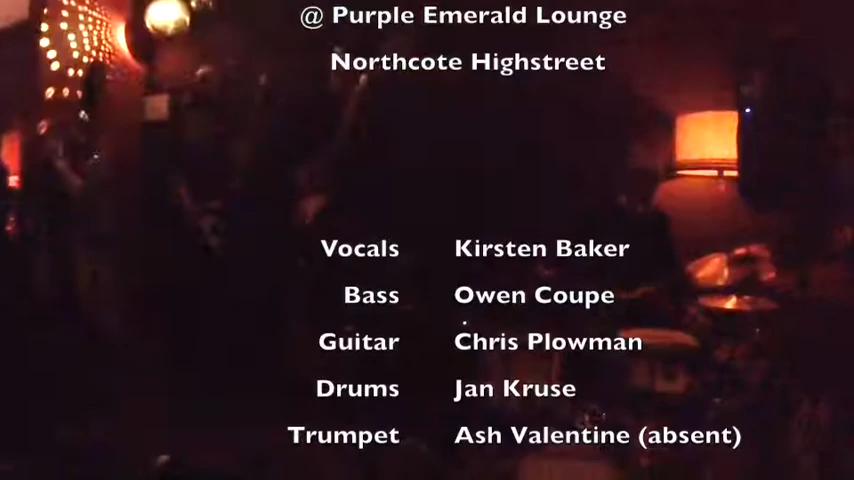 @ Purple Emerald Lounge
Northcote Highstreet
Vocals Kirsten Baker
Bass Owen Coupe
Guitar Chris Plowman
Drums Jan Kruse
Trumpet Ash Valentine (absent)